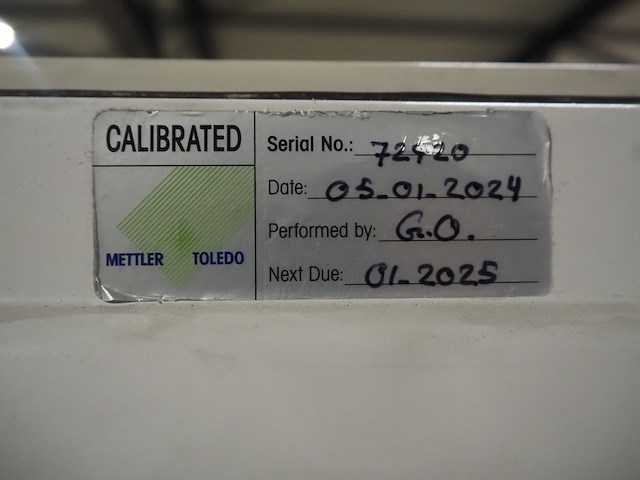 CALIBRATED
METTLER TOLEDO
Serial No.:
Date: 05-01-2024
Performed by: G.O.
Next Due: 01-2025